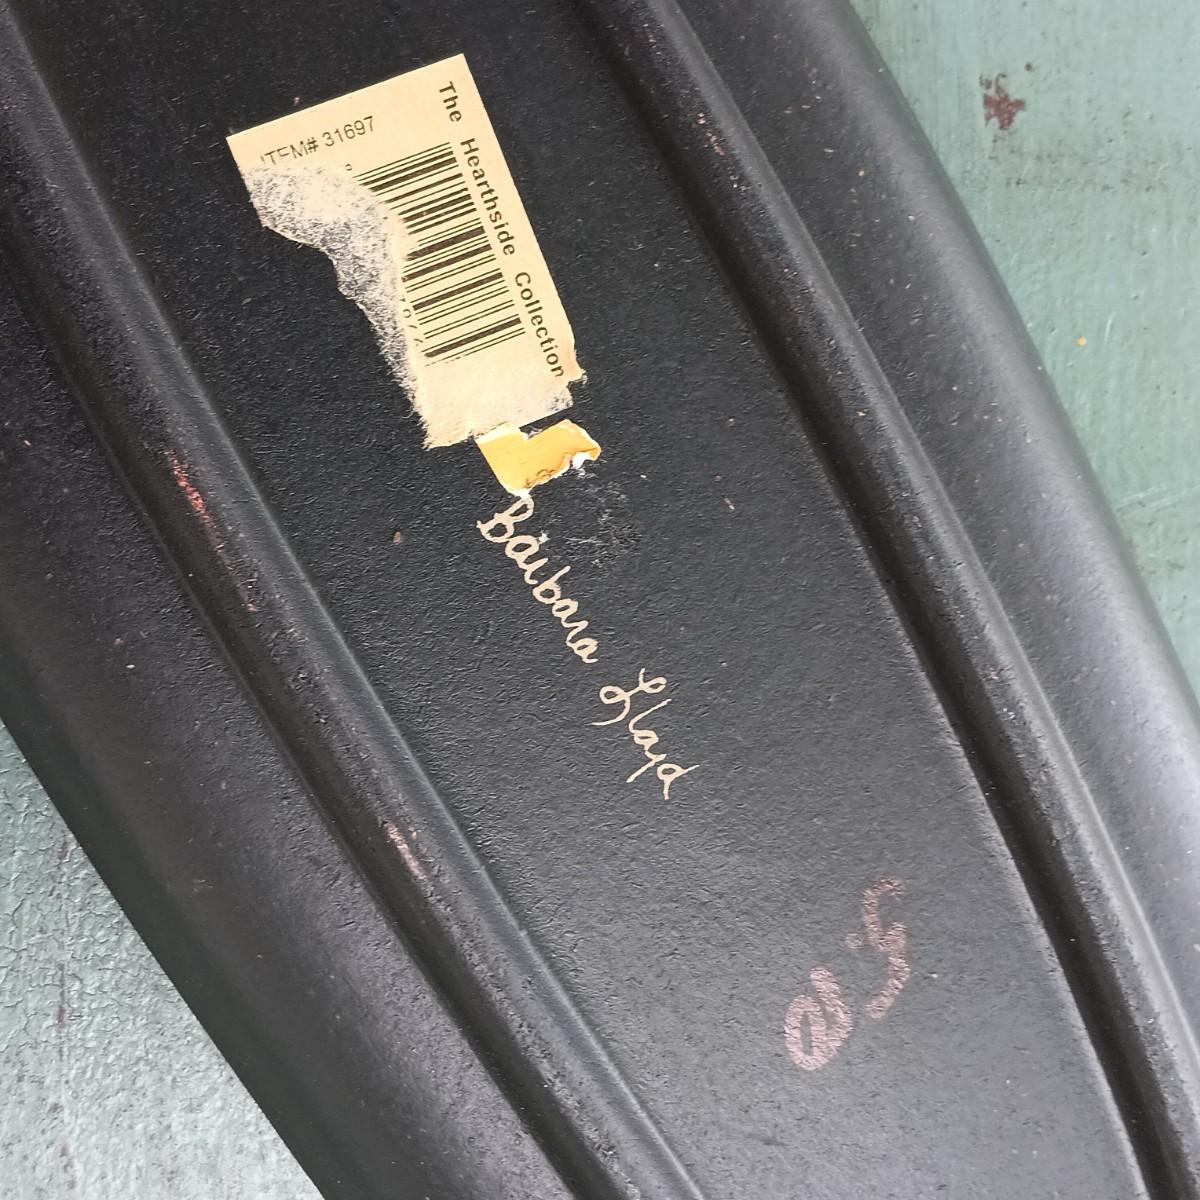 The Hearthside Collection
ITEM# 31697
Barbara Lloyd